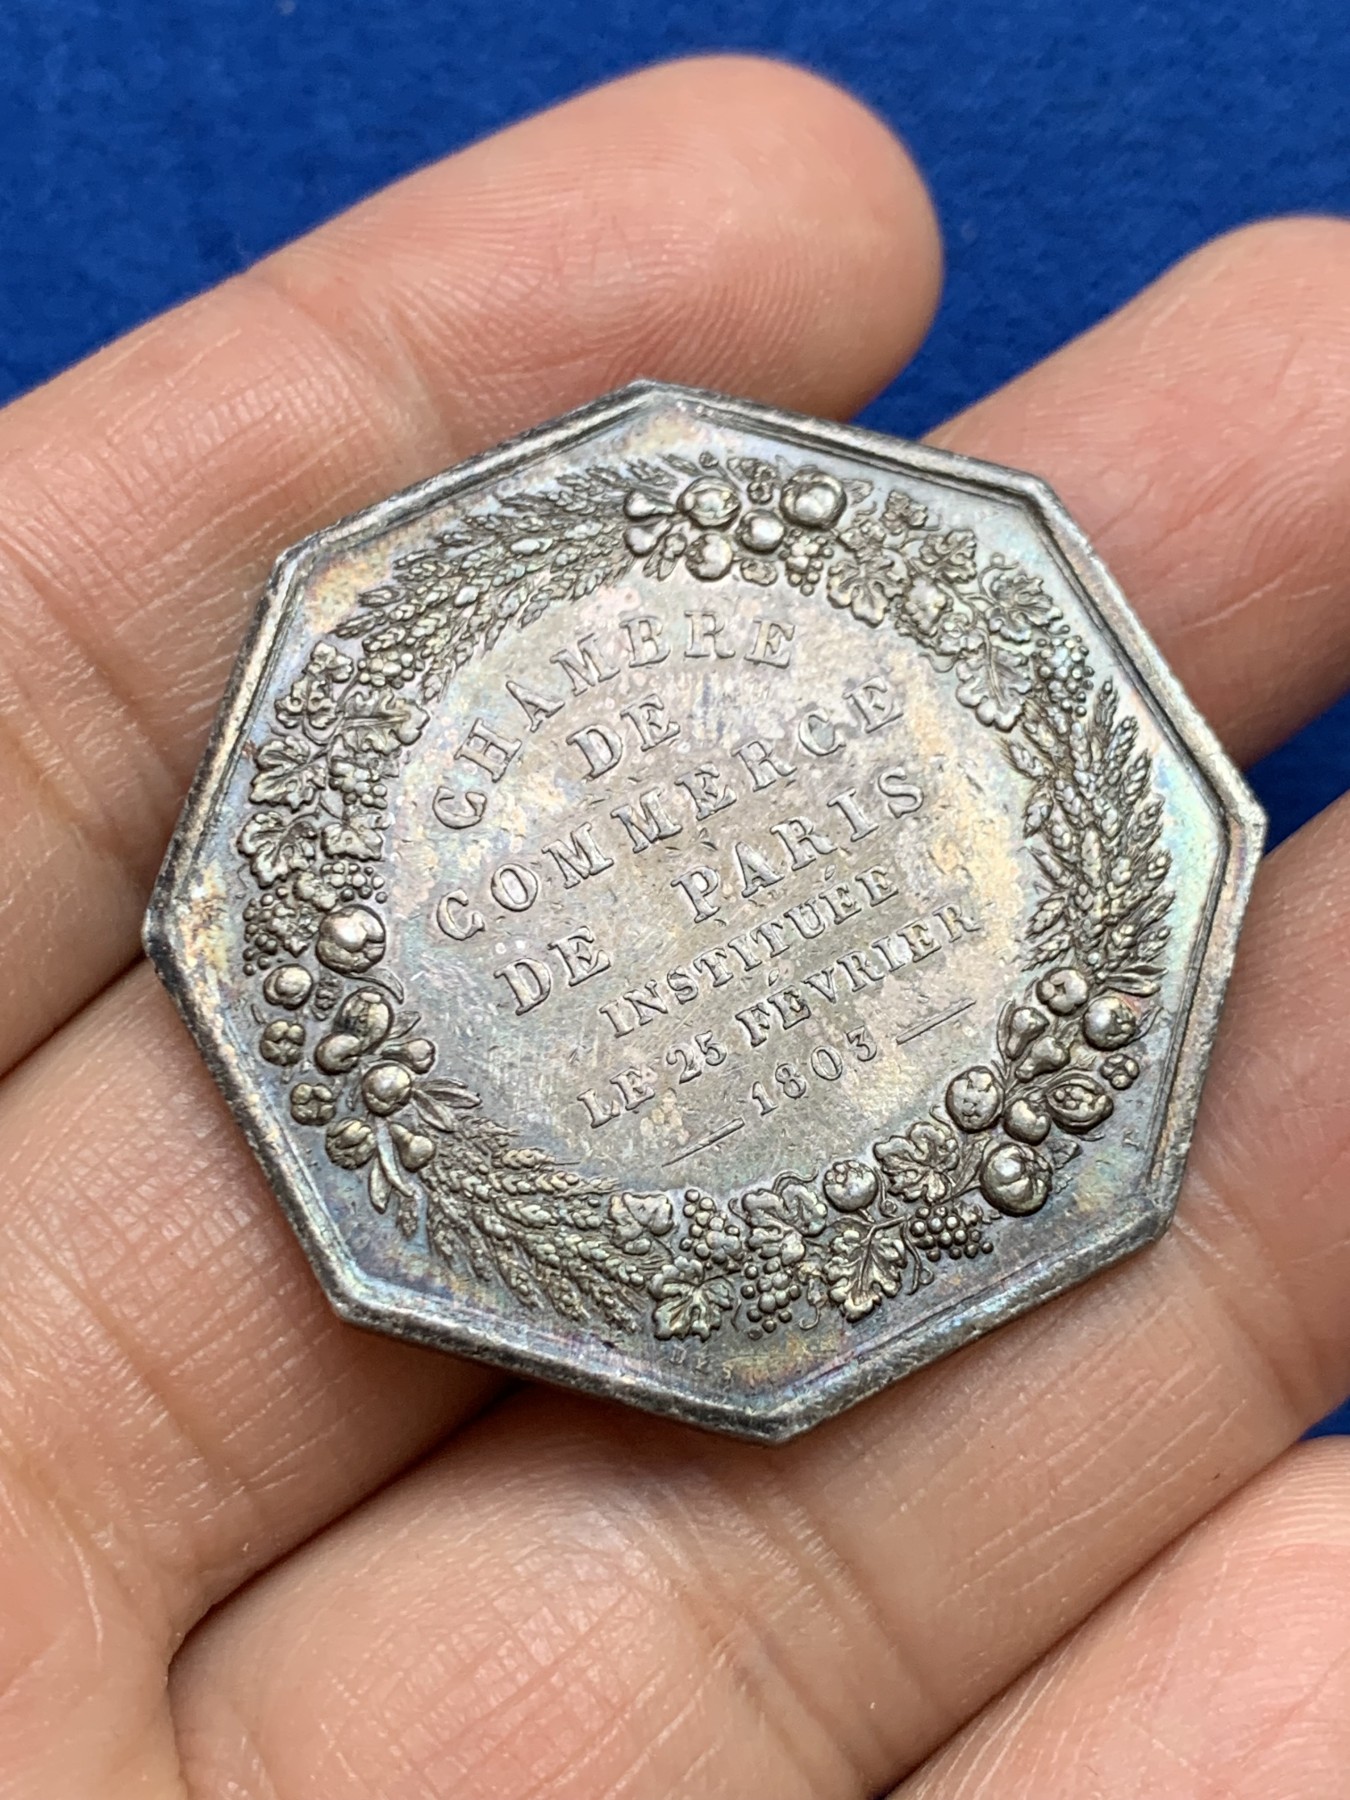 CHAMBRE
DE
COMMERCE
DE PARIS
INSTITUÉE
LE 25 FÉVRIER
1803